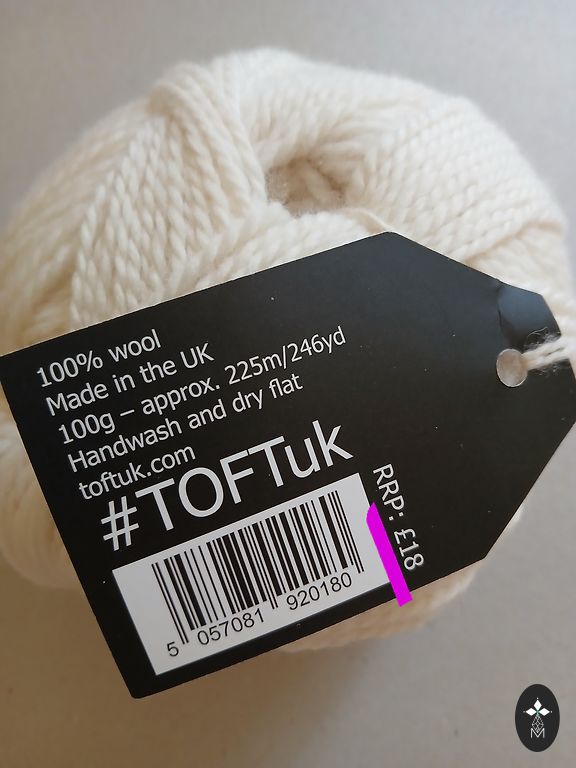 100% wool
Made in the UK
100g – approx. 225m/246yd
Handwash and dry flat
toftuk.com
#TOFTuk
RRP: £18
5 057081 920180
M